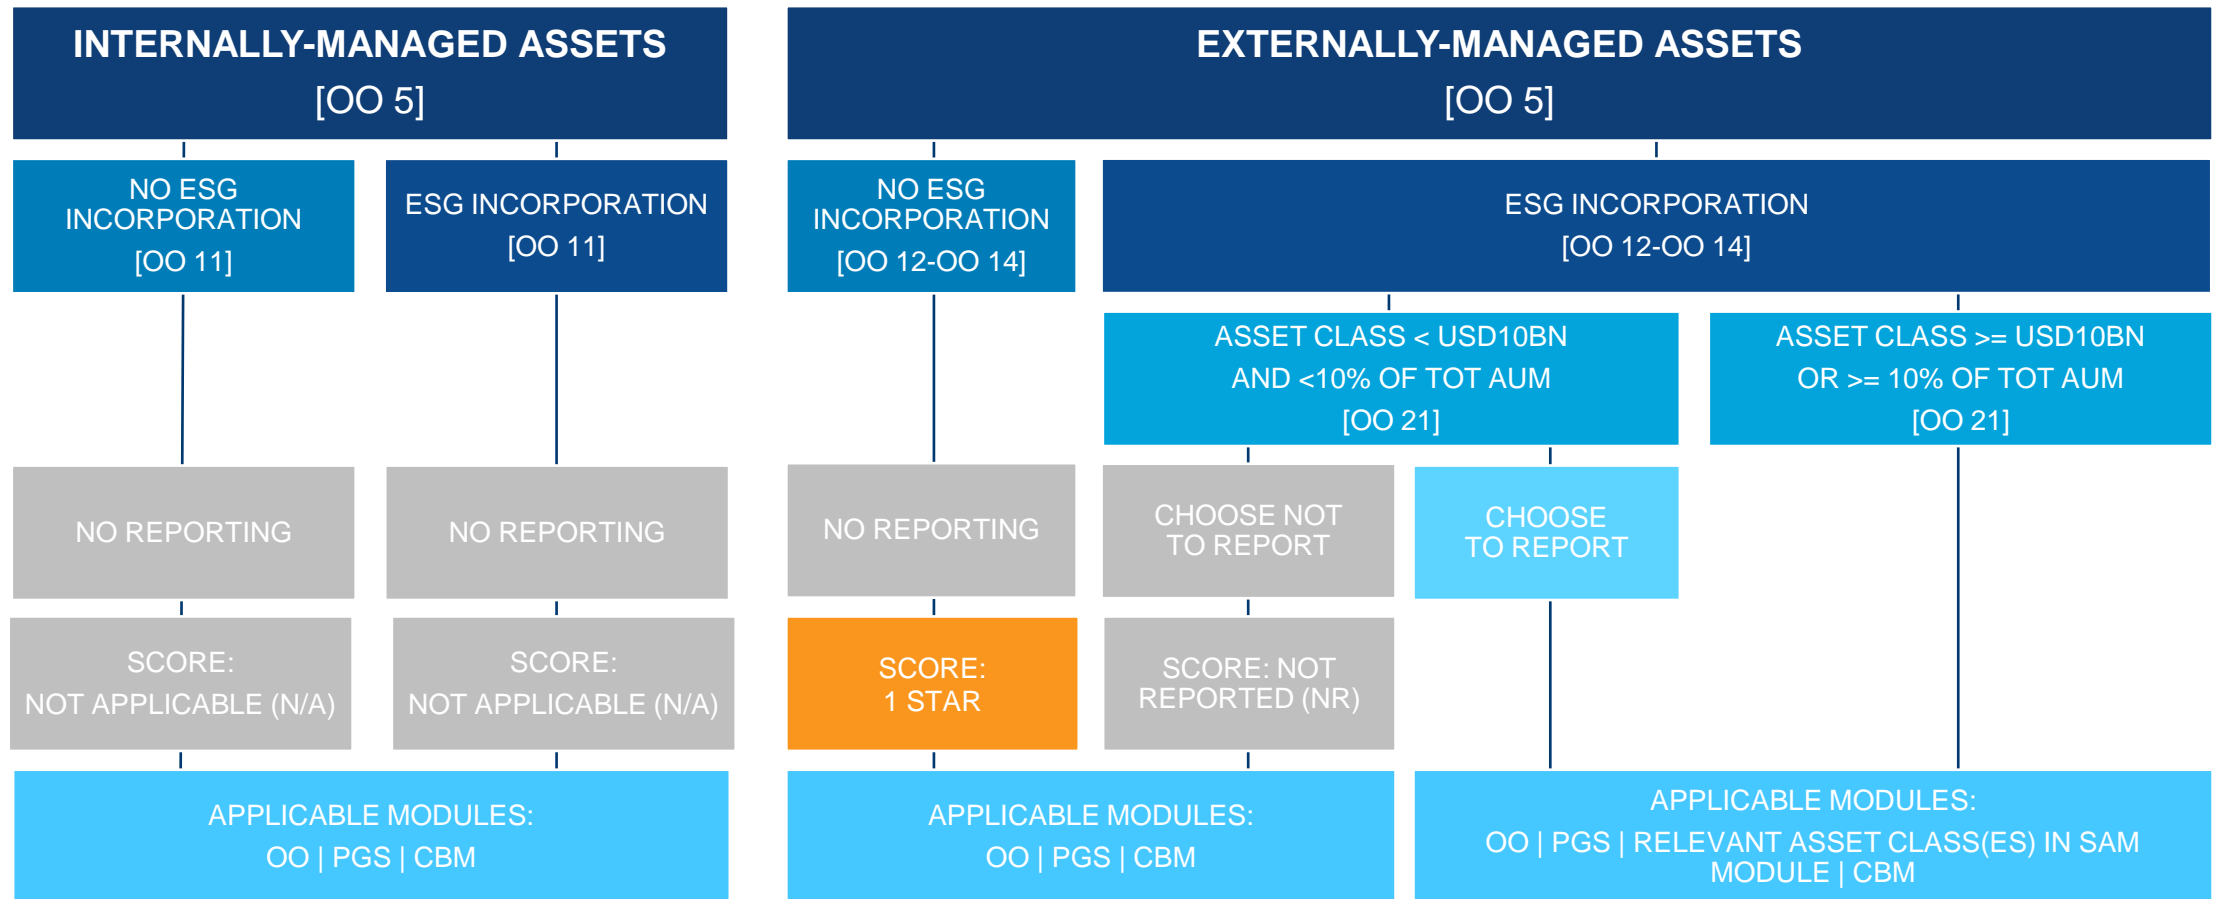 INTERNALLY-MANAGED ASSETS
[OO 5]
EXTERNALLY-MANAGED ASSETS
[OO 5]
NO ESG
INCORPORATION
[OO 11]
ESG INCORPORATION
[OO 11]
NO ESG
INCORPORATION
[OO 12-OO 14]
ESG INCORPORATION
[OO 12-OO 14]
ASSET CLASS < USD10BN
AND <10% OF TOT AUM
[OO 21]
ASSET CLASS >= USD10BN
OR >= 10% OF TOT AUM
[OO 21]
NO REPORTING
NO REPORTING
NO REPORTING
CHOOSE NOT
TO REPORT
CHOOSE
TO REPORT
SCORE:
NOT APPLICABLE (N/A)
SCORE:
NOT APPLICABLE (N/A)
SCORE:
1 STAR
SCORE: NOT
REPORTED (NR)
APPLICABLE MODULES:
OO | PGS | CBM
APPLICABLE MODULES:
OO | PGS | CBM
APPLICABLE MODULES:
OO | PGS | RELEVANT ASSET CLASS(ES) IN SAM
MODULE | CBM